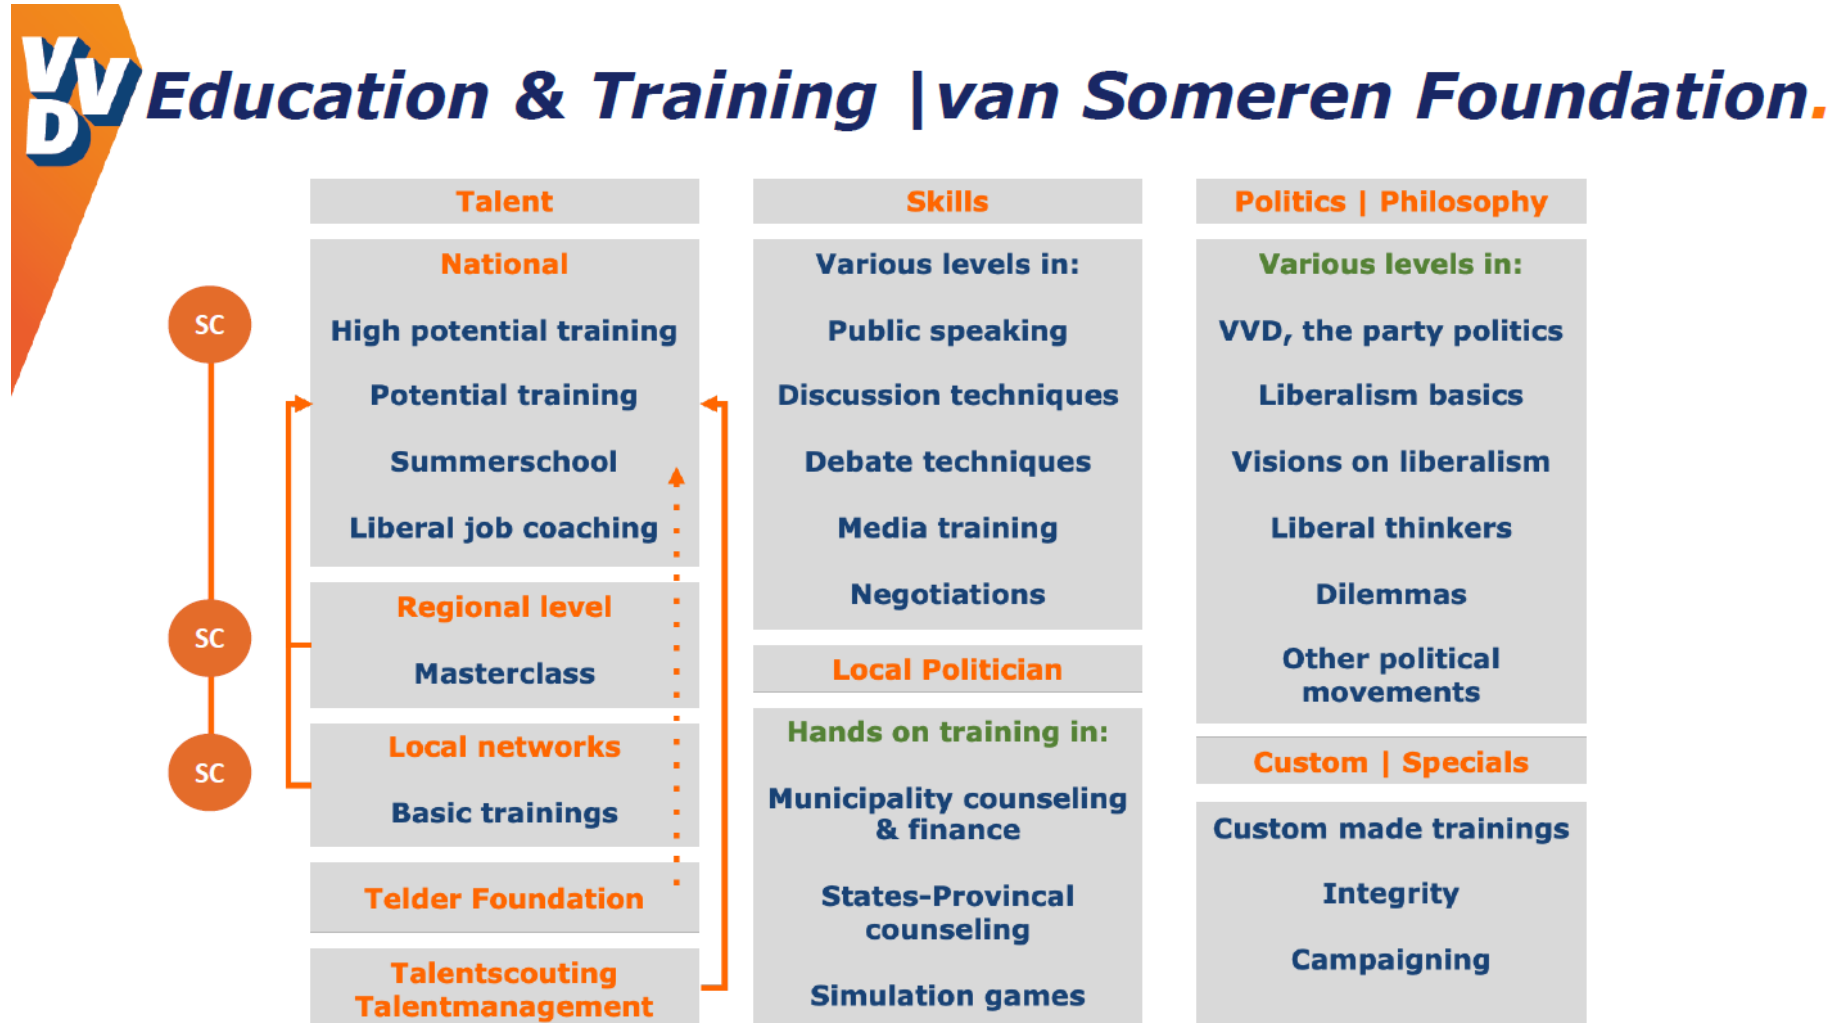 VVD
Education & Training |van Someren Foundation.
Talent
National
High potential training
Potential training
Summerschool
Liberal job coaching
Regional level
Masterclass
Local networks
Basic trainings
Telder Foundation
Talentscouting
Talentmanagement
SC
SC
SC
Skills
Various levels in:
Public speaking
Discussion techniques
Debate techniques
Media training
Negotiations
Local Politician
Hands on training in:
Municipality counseling
& finance
States-Provincal
counseling
Simulation games
Politics | Philosophy
Various levels in:
VVD, the party politics
Liberalism basics
Visions on liberalism
Liberal thinkers
Dilemmas
Other political
movements
Custom | Specials
Custom made trainings
Integrity
Campaigning